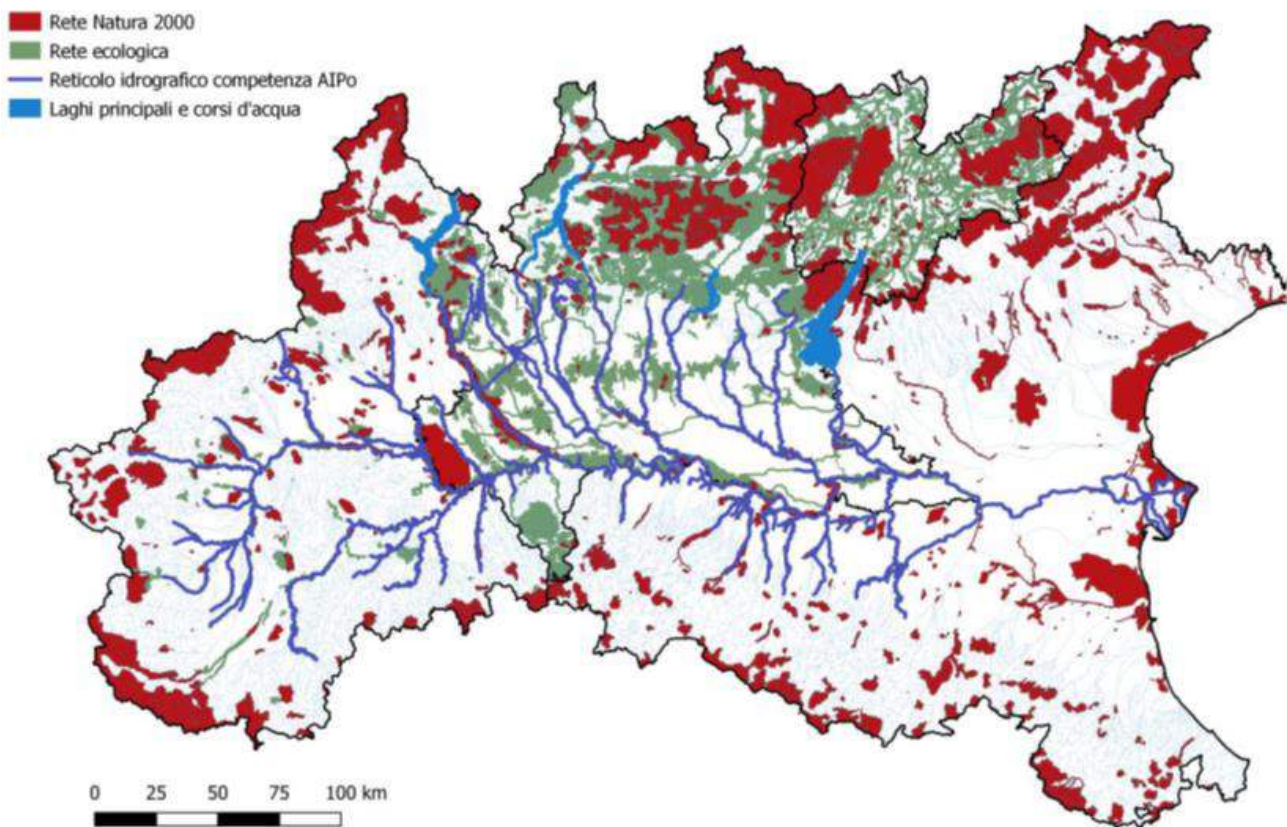 Rete Natura 2000
Rete ecologica
Reticolo idrografico competenza AIPo
Laghi principali e corsi d'acqua
0 25 50 75 100 km